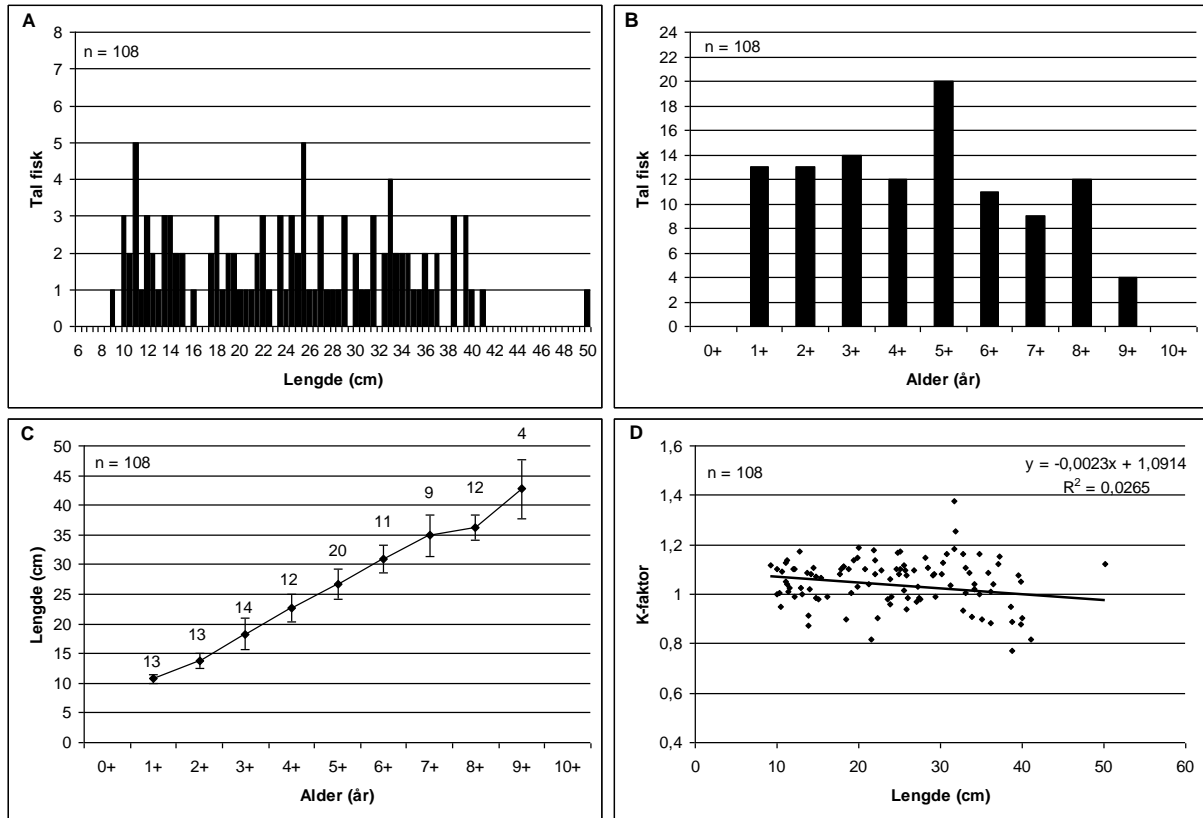 A
n = 108
Tal fisk
8
7
6
5
4
3
2
1
0
6 8 10 12 14 16 18 20 22 24 26 28 30 32 34 36 38 40 42 44 46 48 50
Lengde (cm)
B
n = 108
Tal fisk
24
22
20
18
16
14
12
10
8
6
4
2
0
0+ 1+ 2+ 3+ 4+ 5+ 6+ 7+ 8+ 9+ 10+
Alder (år)
C
n = 108
Lengde (cm)
50
45
40
35
30
25
20
15
10
5
0
13 13 14 12 20 11 9 12 4
0+ 1+ 2+ 3+ 4+ 5+ 6+ 7+ 8+ 9+ 10+
Alder (år)
D
n = 108
y = -0,0023x + 1,0914
R² = 0,0265
K-faktor
1,6
1,4
1,2
1,0
0,8
0,6
0,4
0 10 20 30 40 50 60
Lengde (cm)